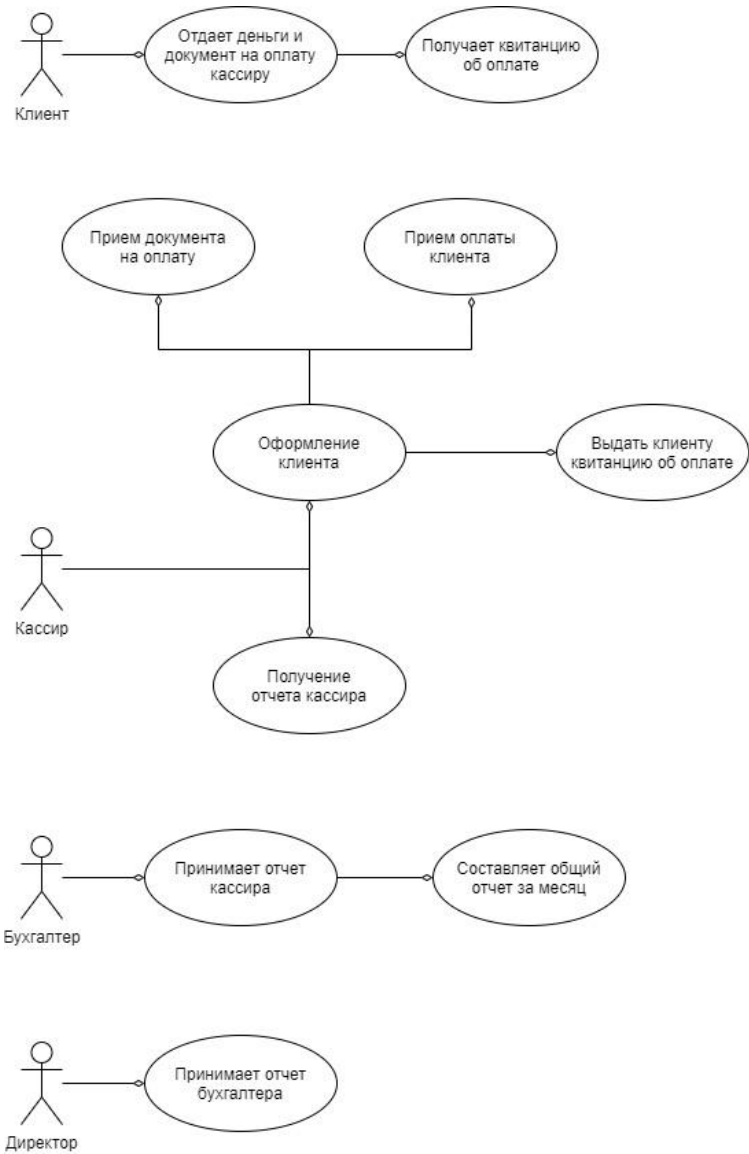 Отдает деньги и
документ на оплату
кассиру
Получает квитанцию
об оплате
Клиент
Прием документа
на оплату
Прием оплаты
клиента
Оформление
клиента
Выдать клиенту
квитанцию об оплате
Кассир
Получение
отчета кассира
Принимает отчет
кассира
Составляет общий
отчет за месяц
Бухгалтер
Принимает отчет
бухгалтера
Директор